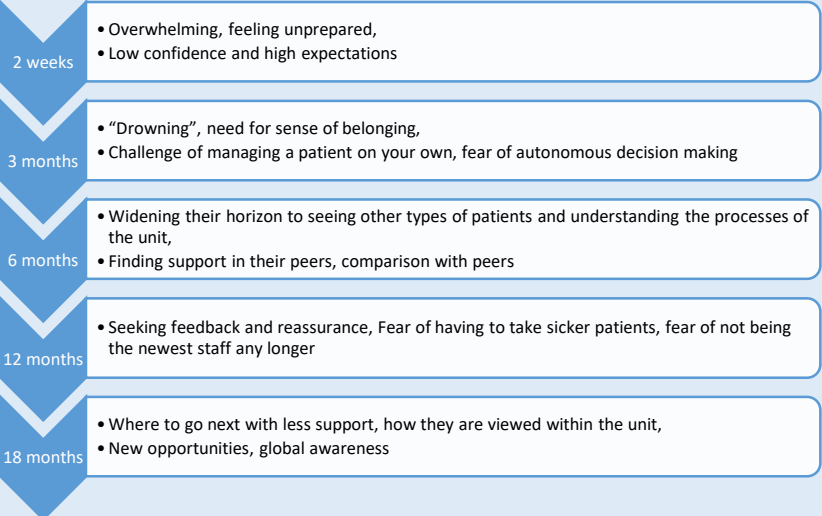 2 weeks
• Overwhelming, feeling unprepared,
• Low confidence and high expectations
3 months
• “Drowning”, need for sense of belonging,
• Challenge of managing a patient on your own, fear of autonomous decision making
6 months
• Widening their horizon to seeing other types of patients and understanding the processes of
the unit,
• Finding support in their peers, comparison with peers
12 months
• Seeking feedback and reassurance, Fear of having to take sicker patients, fear of not being
the newest staff any longer
18 months
• Where to go next with less support, how they are viewed within the unit,
• New opportunities, global awareness